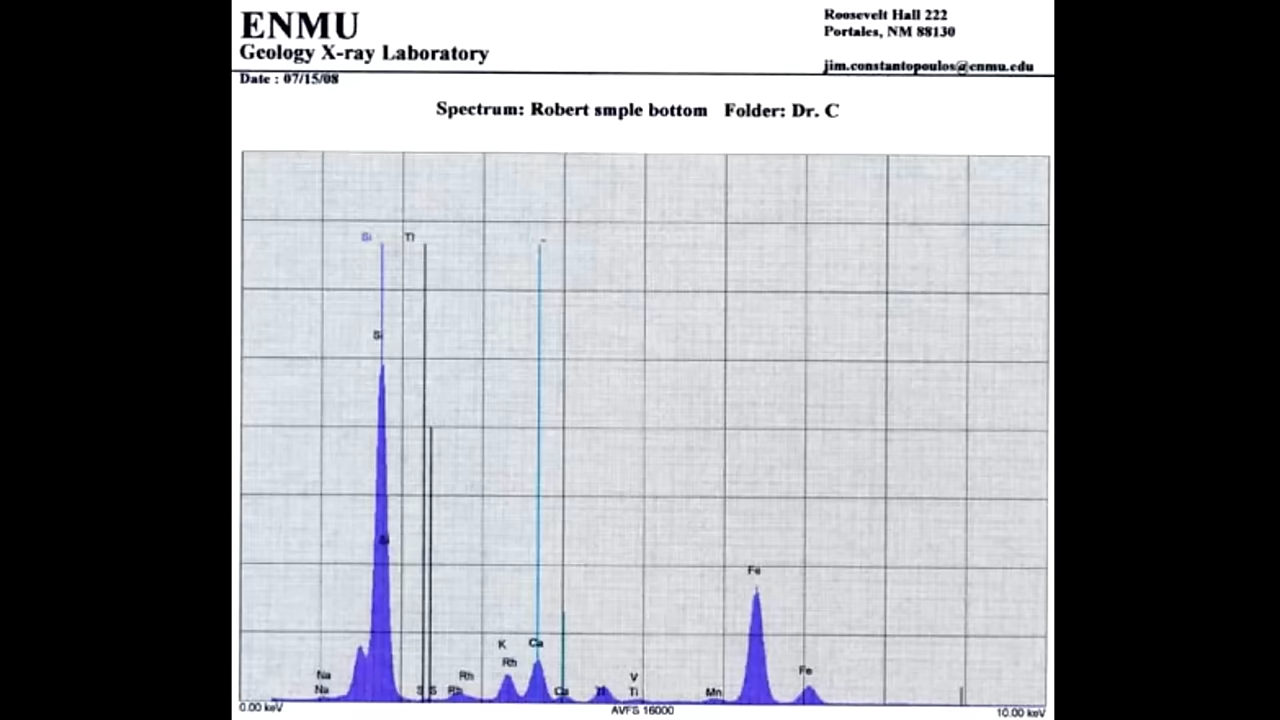 ENMU
Geology X-ray Laboratory
Roosevelt Hall 222
Portales, NM 88130
jim.constantopoulos@enmu.edu
Date : 07/15/08
Spectrum: Robert smple bottom Folder: Dr. C
Si
Si
Fe
K Ca
Rh
Fe
Na Rh V
Na S S Rh Ca Ti Mn
0.00 keV AVFS 16000 10.00 keV